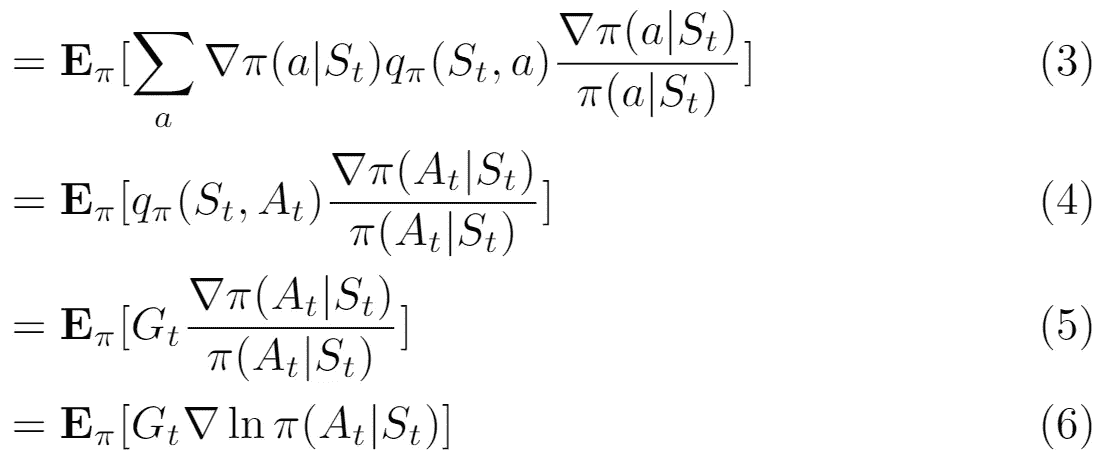 = E_π[∑_a ∇π(a|S_t)q_π(S_t, a) ∇π(a|S_t)/π(a|S_t)] (3)
= E_π[q_π(S_t, A_t) ∇π(A_t|S_t)/π(A_t|S_t)] (4)
= E_π[G_t ∇π(A_t|S_t)/π(A_t|S_t)] (5)
= E_π[G_t∇ ln π(A_t|S_t)] (6)